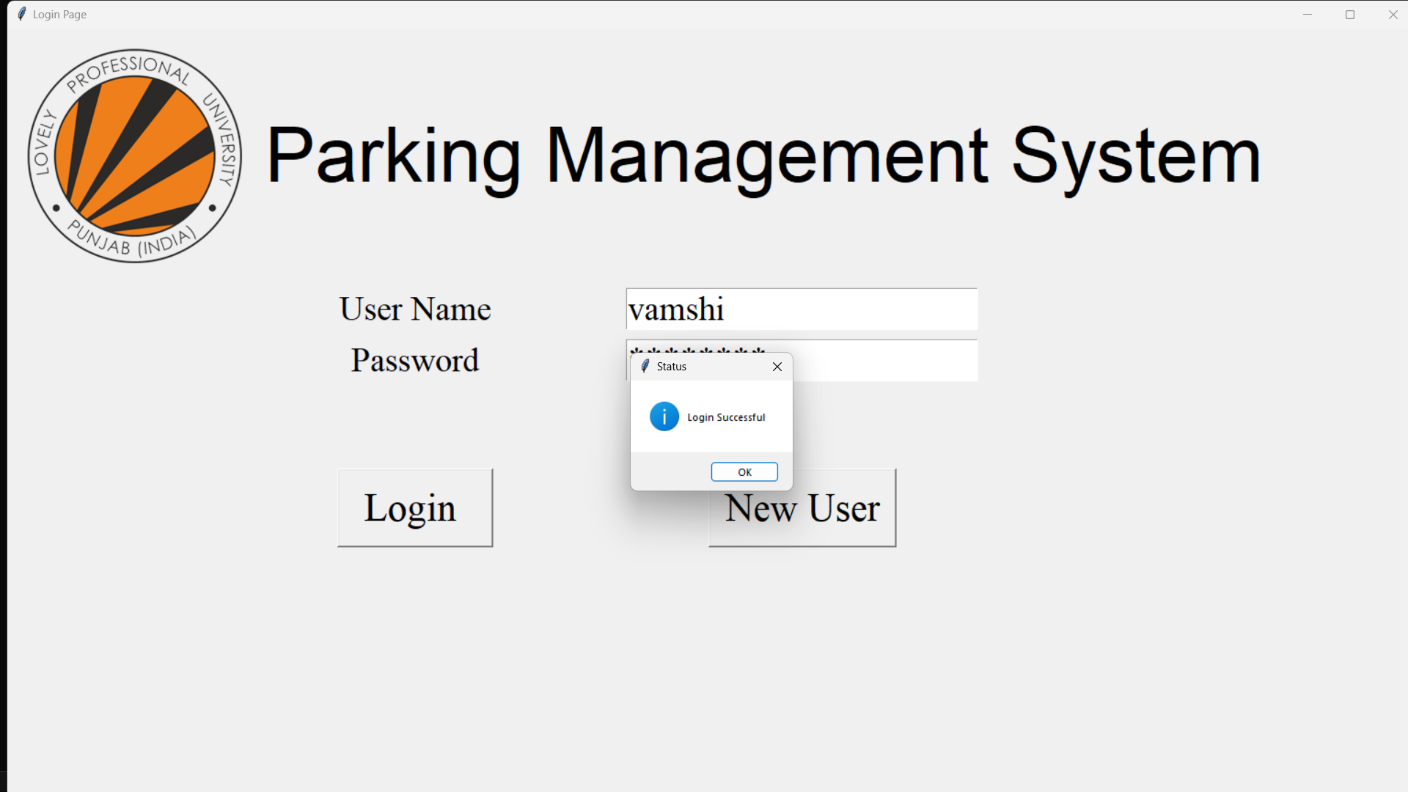 Login Page
LOVELY PROFESSIONAL UNIVERSITY
PUNJAB (INDIA)
Parking Management System
User Name
vamshi
Password
********
Status
Login Successful
OK
Login
New User